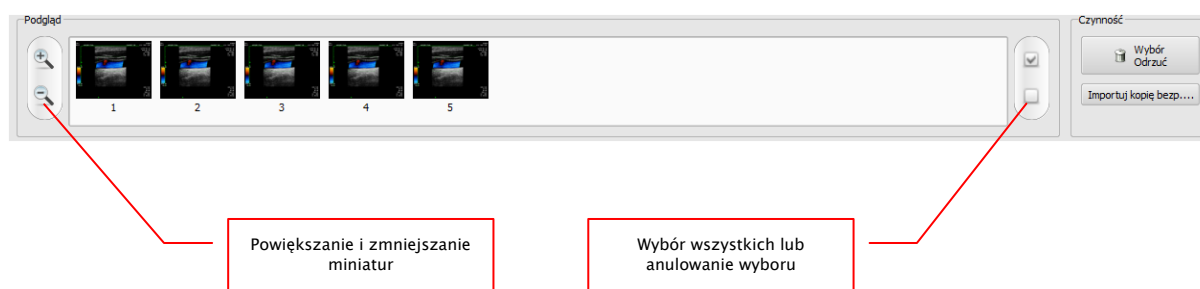 Podgląd
1 2 3 4 5
Czynność
Wybór
Odrzuć
Importuj kopię bezp....
Powiększanie i zmniejszanie
miniatur
Wybór wszystkich lub
anulowanie wyboru